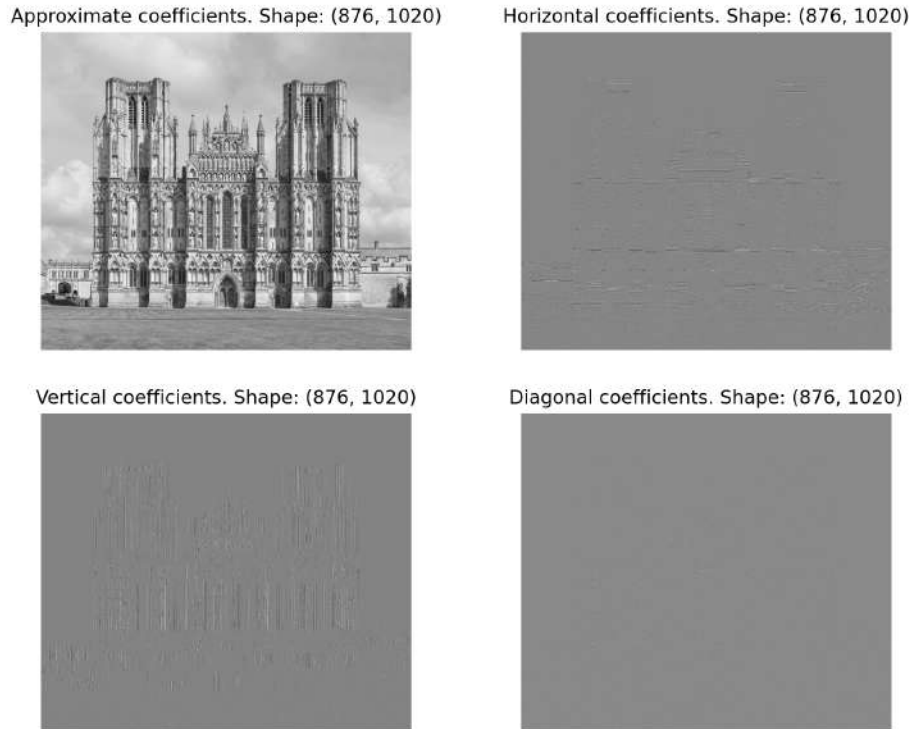 Approximate coefficients. Shape: (876, 1020)
Horizontal coefficients. Shape: (876, 1020)
Vertical coefficients. Shape: (876, 1020)
Diagonal coefficients. Shape: (876, 1020)